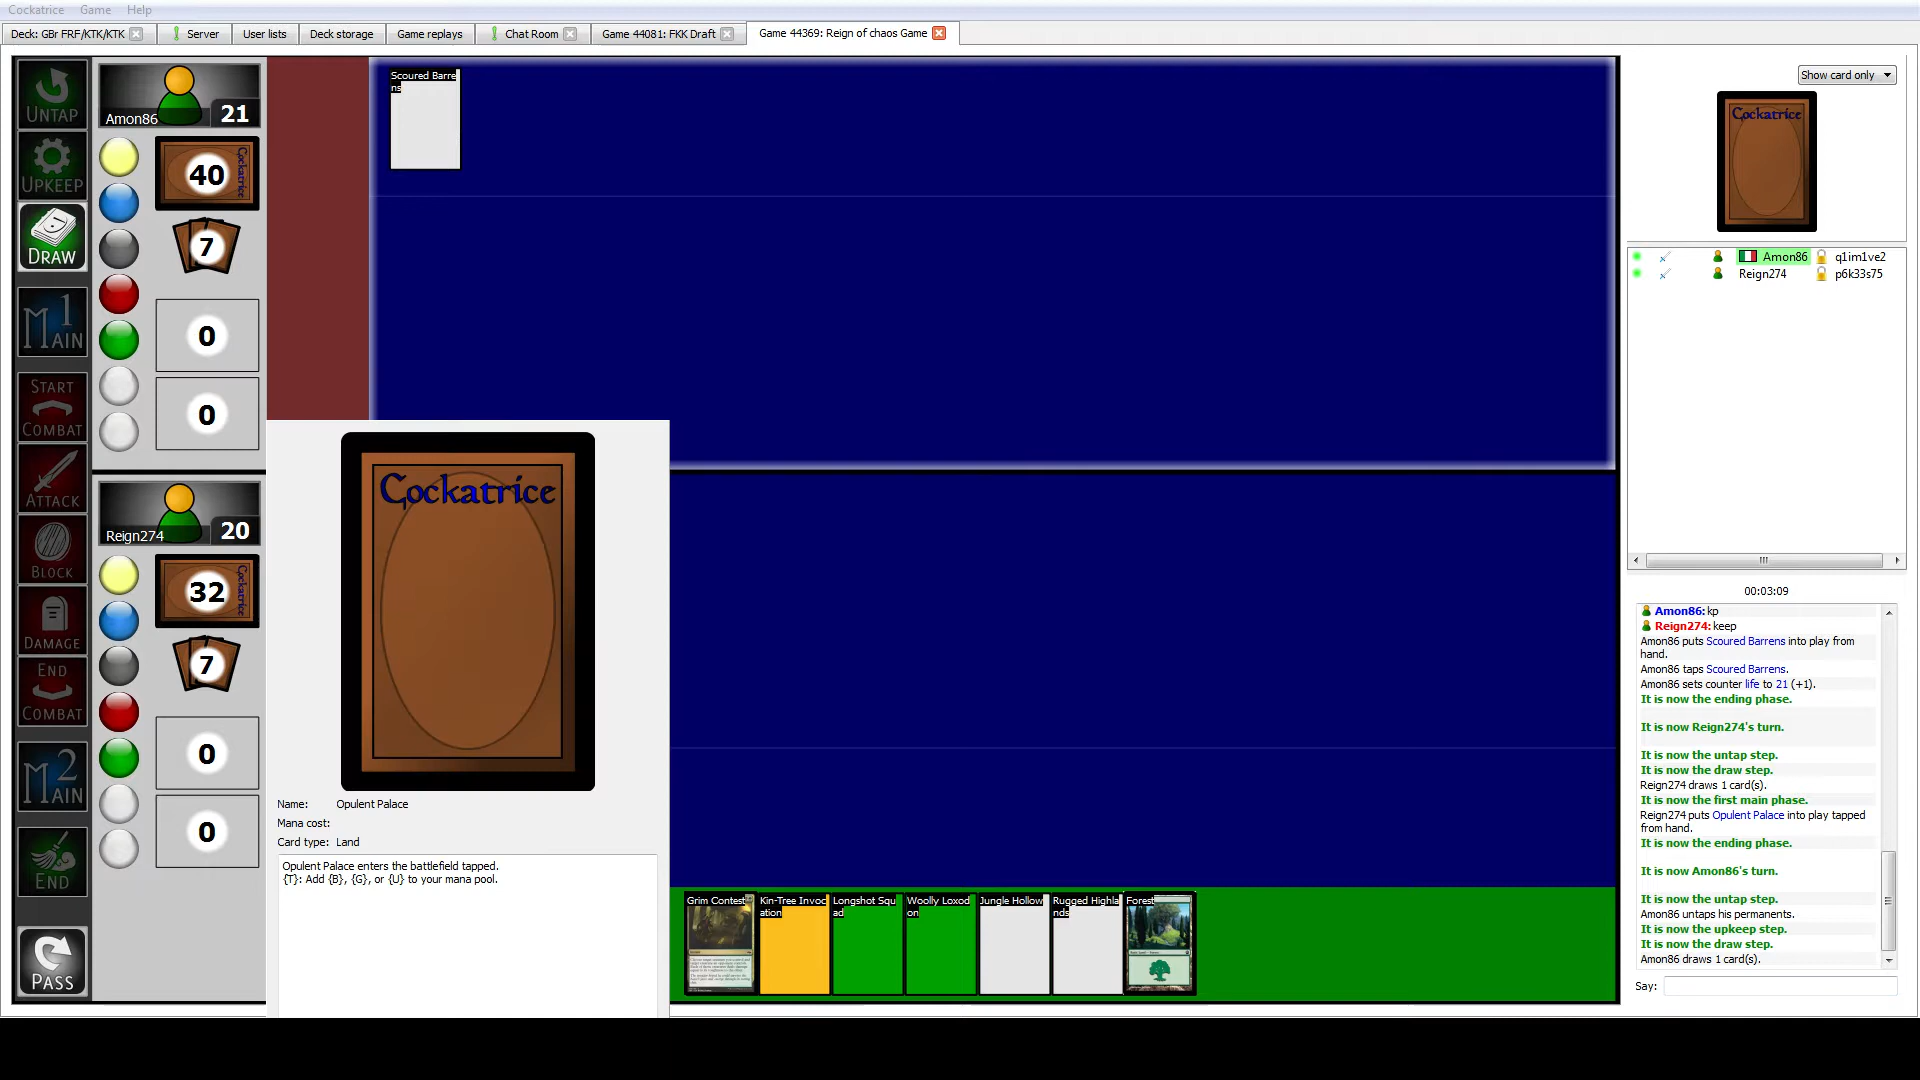 Cockatrice Game Help
Deck: GBr FRF/KTK/KTK Server User lists Deck storage Game replays Chat Room Game 44081: FKK Draft Game 44369: Reign of chaos Game
UNTAP
UPKEEP
DRAW
M1 MAIN
START COMBAT
ATTACK
BLOCK
DAMAGE
END COMBAT
M2 MAIN
END
PASS
Amon86 21
40
7
0
0
Reign274 20
32
7
0
0
Scoured Barre
ns
Cockatrice
Name: Opulent Palace
Mana cost:
Card type: Land
Opulent Palace enters the battlefield tapped.
{T}: Add {B}, {G}, or {U} to your mana pool.
Grim Contest
Kin-Tree Invoc
ation
Longshot Squ
ad
Woolly Loxod
on
Jungle Hollow
Rugged Highla
nds
Forest
Show card only
Cockatrice
Amon86 q1im1ve2
Reign274 p6k33s75
00:03:09
Amon86: kp
Reign274: keep
Amon86 puts Scoured Barrens into play from
hand.
Amon86 taps Scoured Barrens.
Amon86 sets counter life to 21 (+1).
It is now the ending phase.
It is now Reign274's turn.
It is now the untap step.
It is now the draw step.
Reign274 draws 1 card(s).
It is now the first main phase.
Reign274 puts Opulent Palace into play tapped
from hand.
It is now the ending phase.
It is now Amon86's turn.
It is now the untap step.
Amon86 untaps his permanents.
It is now the upkeep step.
It is now the draw step.
Amon86 draws 1 card(s).
Say: